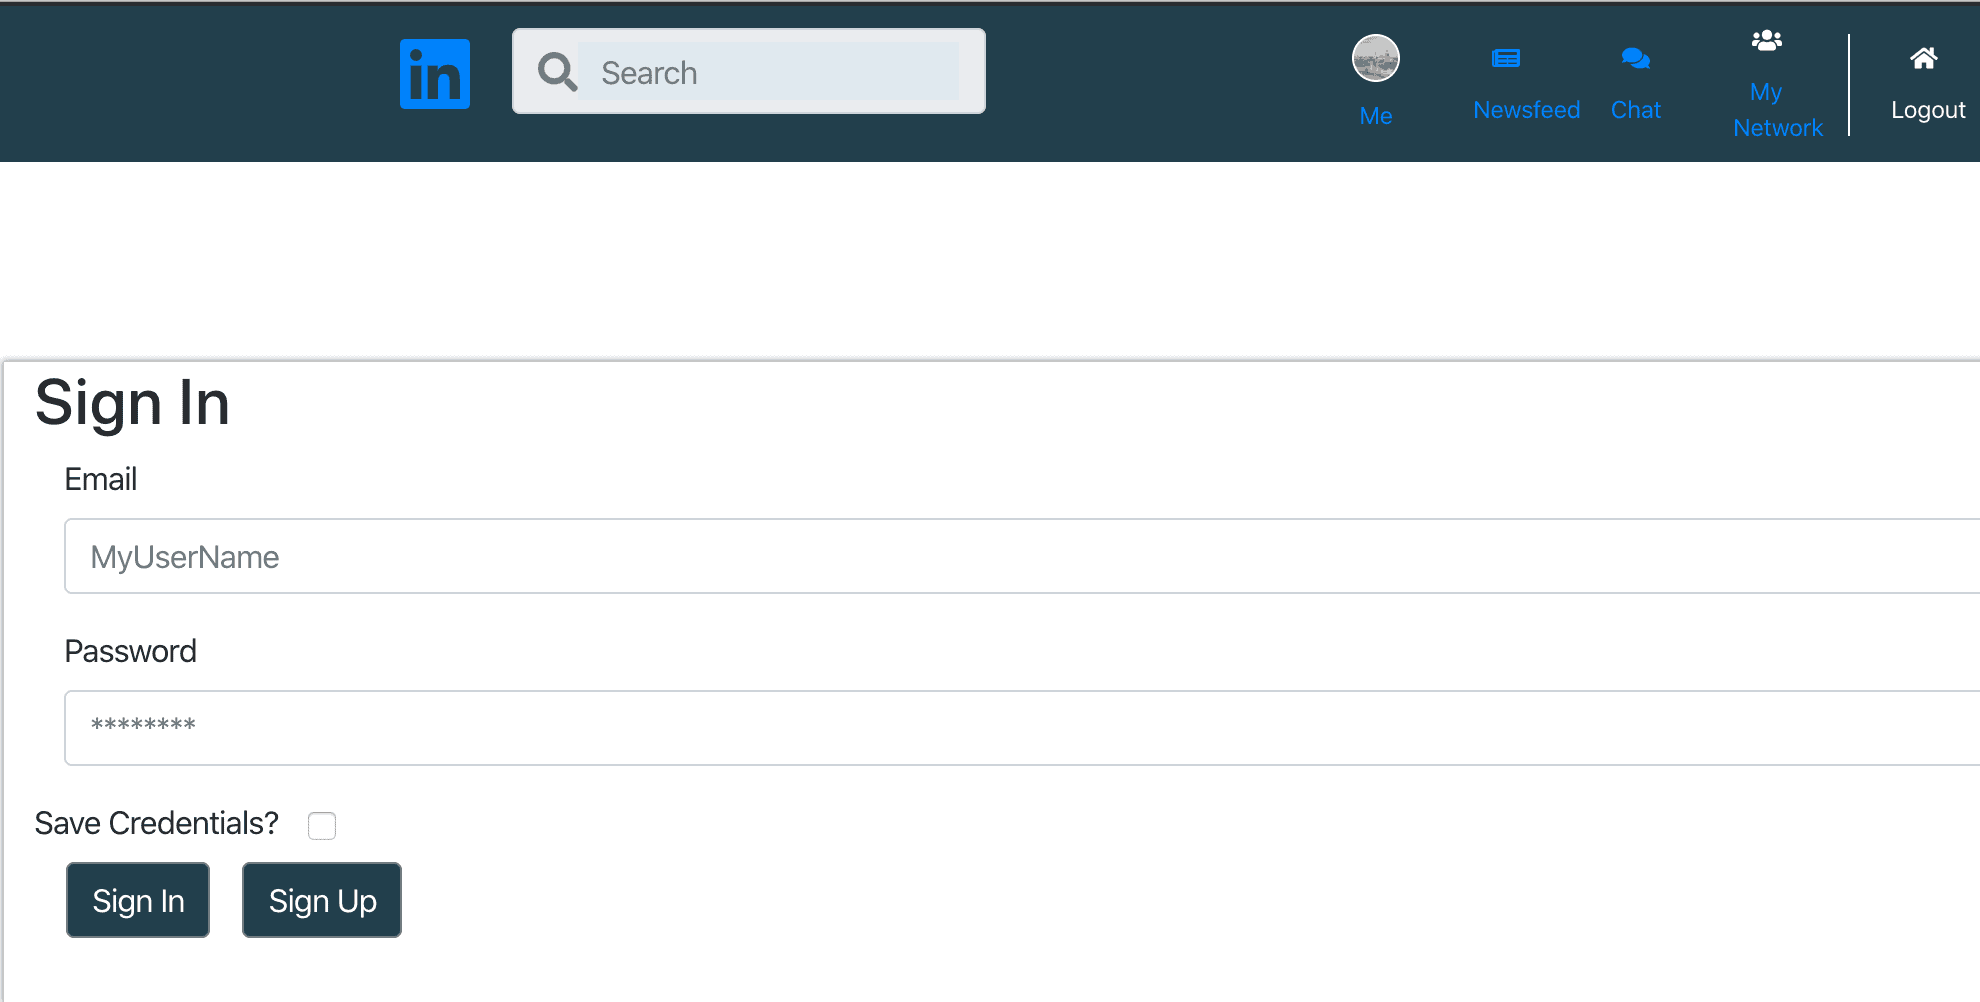 in
Search
Me
Newsfeed
Chat
My
Network
Logout
Sign In
Email
MyUserName
Password
********
Save Credentials?
Sign In
Sign Up